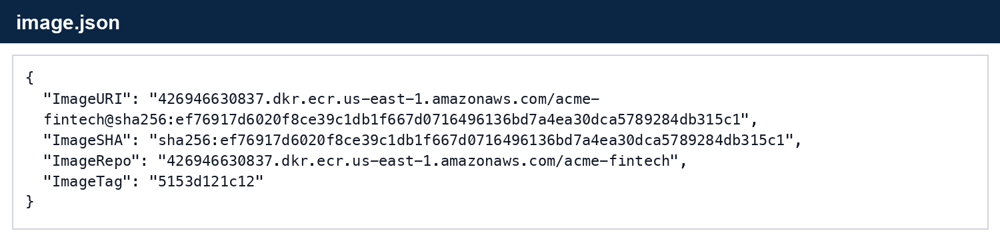 image.json
{
"ImageURI": "426946630837.dkr.ecr.us-east-1.amazonaws.com/acme-
fintech@sha256:ef76917d6020f8ce39c1db1f667d0716496136bd7a4ea30dca5789284db315c1",
"ImageSHA": "sha256:ef76917d6020f8ce39c1db1f667d0716496136bd7a4ea30dca5789284db315c1",
"ImageRepo": "426946630837.dkr.ecr.us-east-1.amazonaws.com/acme-fintech",
"ImageTag": "5153d121c12"
}